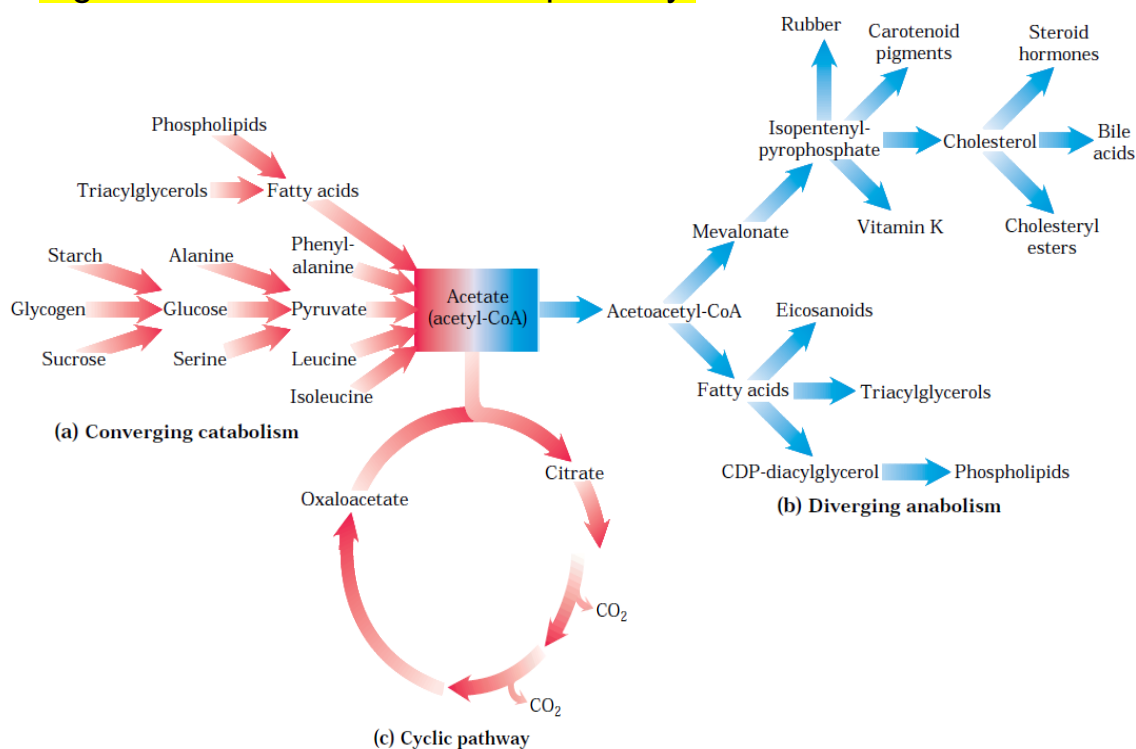 Rubber
Carotenoid
pigments
Steroid
hormones
Phospholipids
Isopentenyl-
pyrophosphate
Cholesterol
Bile
acids
Triacylglycerols
Fatty acids
Mevalonate
Vitamin K
Cholesteryl
esters
Starch
Alanine
Phenyl-
alanine
Glycogen
Glucose
Pyruvate
Acetate
(acetyl-CoA)
Acetoacetyl-CoA
Eicosanoids
Sucrose
Serine
Leucine
Isoleucine
Fatty acids
Triacylglycerols
(a) Converging catabolism
CDP-diacylglycerol
Phospholipids
(b) Diverging anabolism
Oxaloacetate
Citrate
CO2
CO2
(c) Cyclic pathway